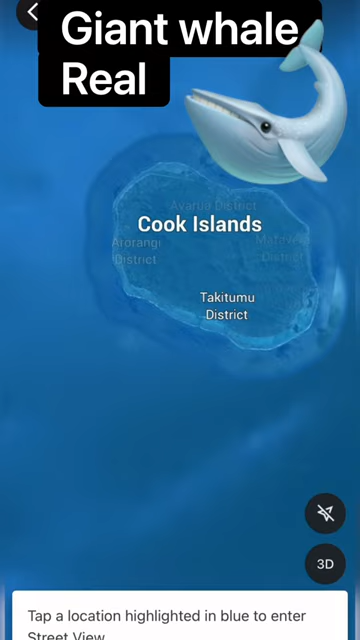 Giant whale
Real
Avarua District
Cook Islands
Arorangi
District
Matavera
District
Takitumu
District
3D
Tap a location highlighted in blue to enter
Street View